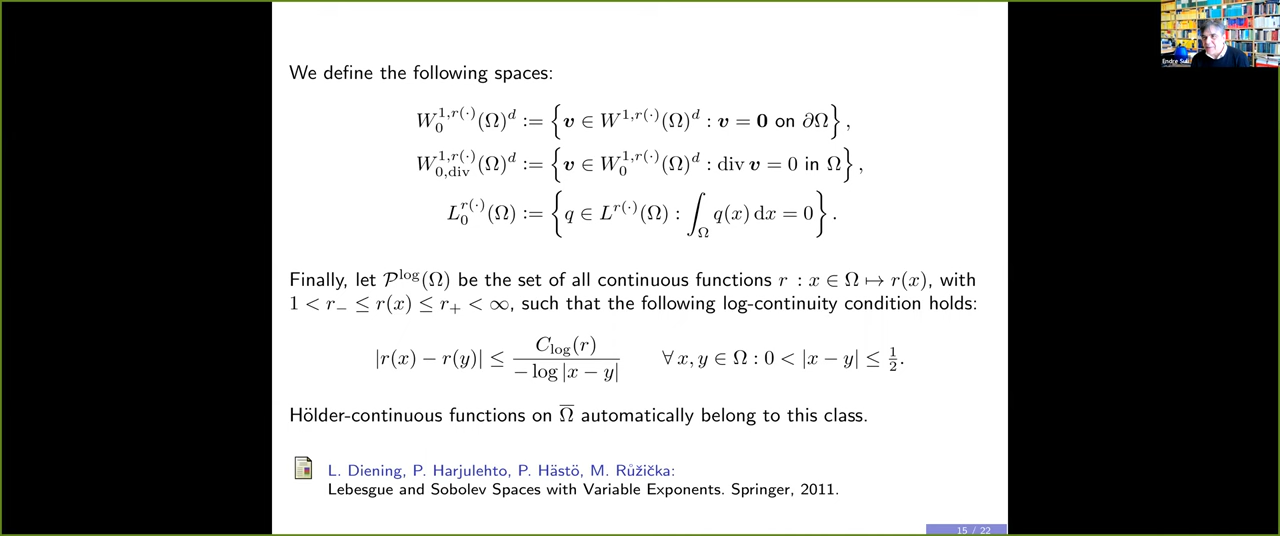 Endre Suli
We define the following spaces:
W_0^{1,r(·)}(Ω)^d := {v ∈ W^{1,r(·)}(Ω)^d : v = 0 on ∂Ω},
W_{0,div}^{1,r(·)}(Ω)^d := {v ∈ W_0^{1,r(·)}(Ω)^d : div v = 0 in Ω},
L_0^{r(·)}(Ω) := {q ∈ L^{r(·)}(Ω) : ∫_Ω q(x) dx = 0}.
Finally, let P^{log}(Ω) be the set of all continuous functions r : x ∈ Ω ↦ r(x), with
1 < r_− ≤ r(x) ≤ r_+ < ∞, such that the following log-continuity condition holds:
|r(x) − r(y)| ≤ C_{log}(r) / (− log |x − y|) ∀ x, y ∈ Ω : 0 < |x − y| ≤ 1/2.
Hölder-continuous functions on Ω̅ automatically belong to this class.
L. Diening, P. Harjulehto, P. Hästö, M. Růžička:
Lebesgue and Sobolev Spaces with Variable Exponents. Springer, 2011.
15 / 22